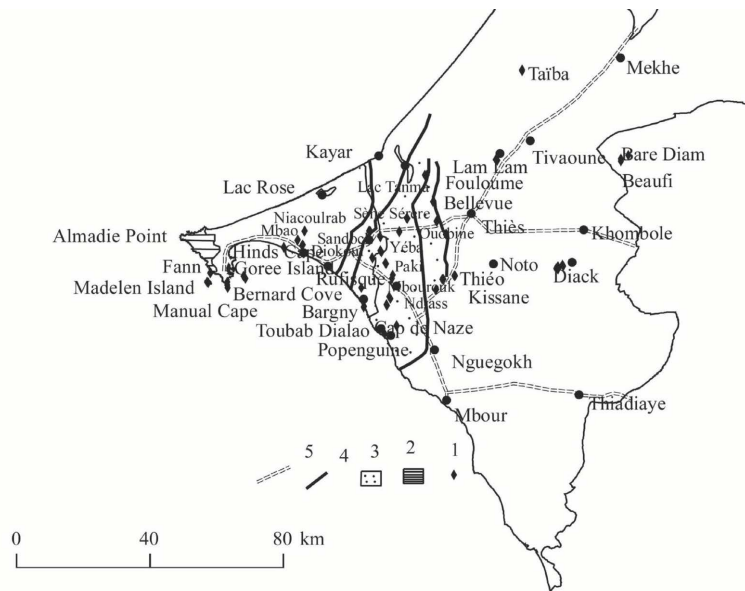 Mekhe
Taïba
Kayar
Tivaoune
Bare Diam
Lam Lam
Beaufi
Fouloume
Lac Tanma
Lac Rose
Bellevue
Niacoulrab
Sène Sérere
Thiès
Mbao
Khombole
Almadie Point
Hinds Cape
Yéba
Fann
Goree Island
Paki
Noto
Diack
Madelen Island
Rufisque
Thiéo
Bernard Cove
Kissane
Manual Cape
Bargny
Ndiass
Toubab Dialao
Cap de Naze
Popenguine
Nguegokh
Thiadiaye
Mbour
5 4 3 2 1
0 40 80 km